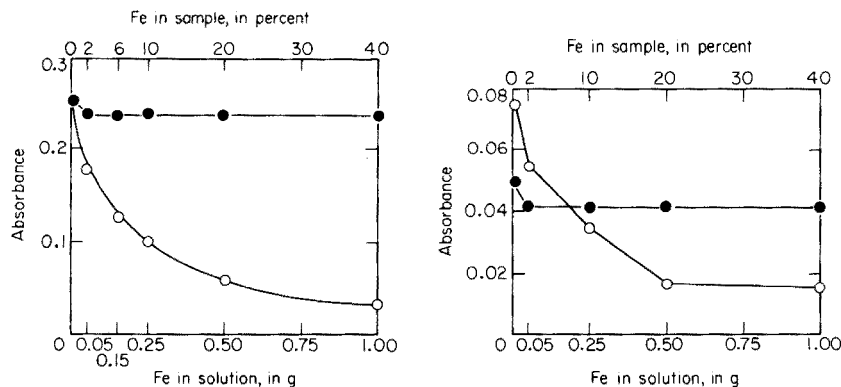 Fe in sample, in percent
0 2 6 10 20 30 40
0.3
0.2
0.1
Absorbance
0 0.05 0.25 0.50 0.75 1.00
0.15
Fe in solution, in g
Fe in sample, in percent
0 2 10 20 30 40
0.08
0.06
0.04
0.02
Absorbance
0 0.05 0.25 0.50 0.75 1.00
Fe in solution, in g